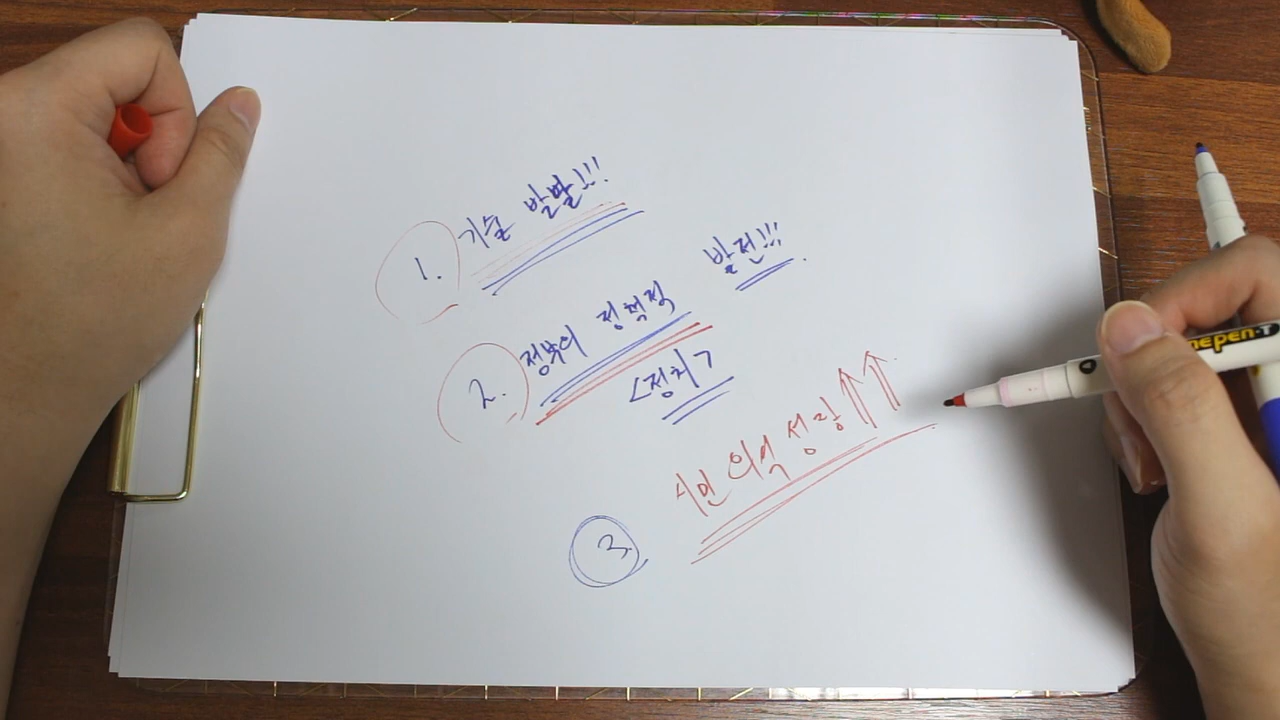 1. 기술 발달!!!
2. 정부의 정책적 발전!!!
<정치>
3. 시민 의식 성장↑↑
nepen-T